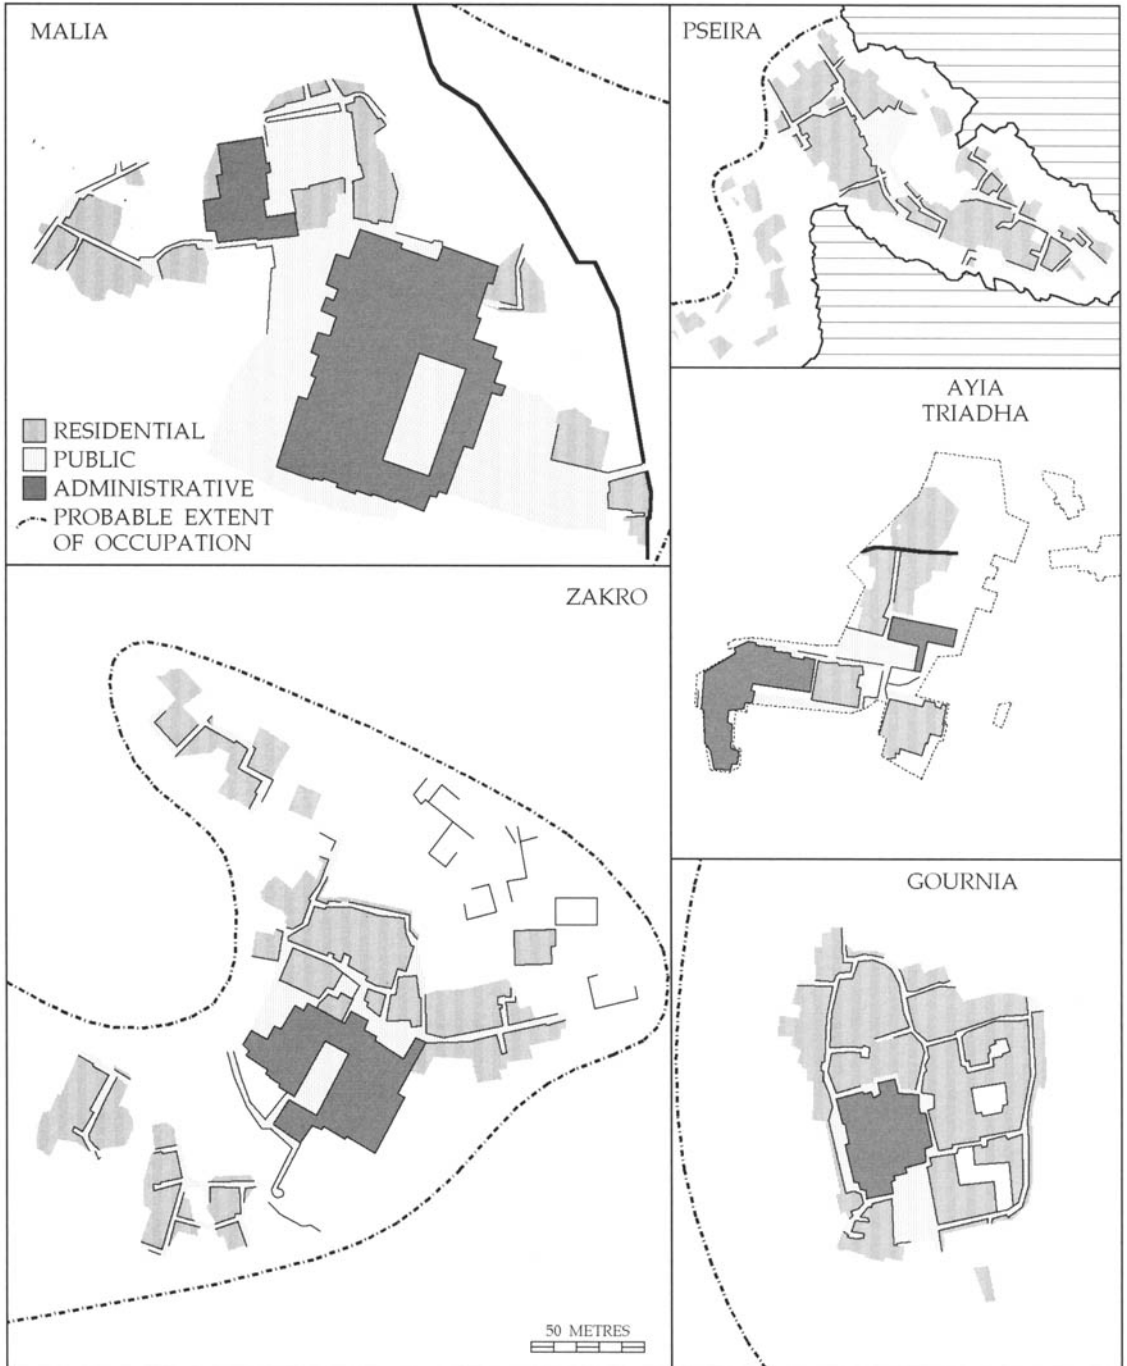 MALIA
RESIDENTIAL
PUBLIC
ADMINISTRATIVE
PROBABLE EXTENT
OF OCCUPATION
PSEIRA
AYIA
TRIADHA
ZAKRO
50 METRES
GOURNIA